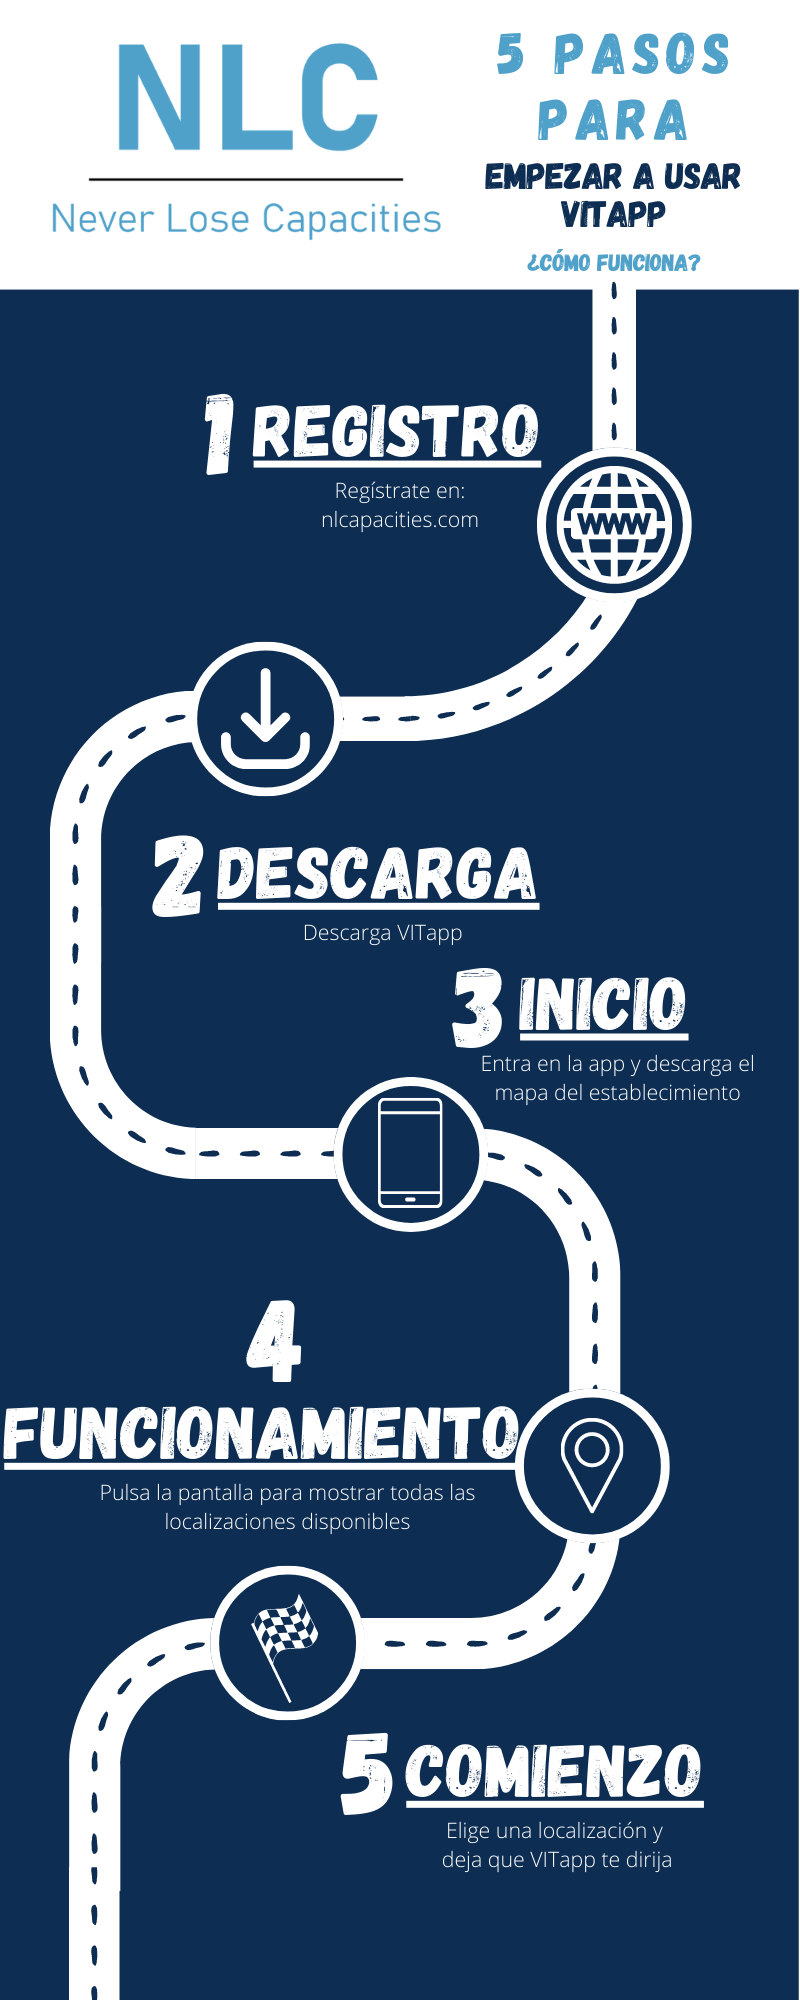 NLC
Never Lose Capacities
5 PASOS
PARA
EMPEZAR A USAR
VITAPP
¿CÓMO FUNCIONA?
1 REGISTRO
Regístrate en:
nlcapacities.com
WWW
2 DESCARGA
Descarga VITapp
3 INICIO
Entra en la app y descarga el
mapa del establecimiento
4
FUNCIONAMIENTO
Pulsa la pantalla para mostrar todas las
localizaciones disponibles
5 COMIENZO
Elige una localización y
deja que VITapp te dirija